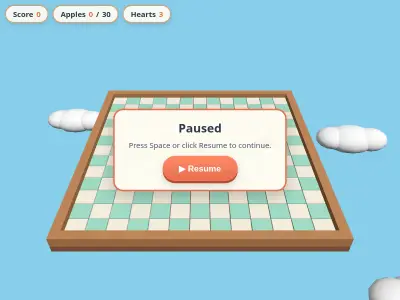 Score 0
Apples 0 / 30
Hearts 3
Paused
Press Space or click Resume to continue.
▶ Resume